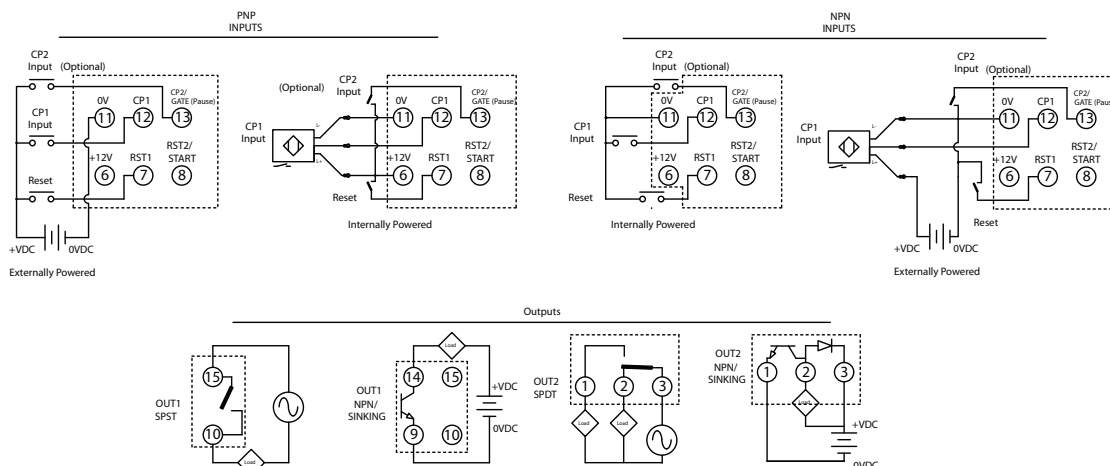 PNP
INPUTS
CP2
Input
(Optional)
CP1
Input
Reset
0V
CP1
CP2/
GATE (Pause)
11
12
13
+12V
RST1
RST2/
START
6
7
8
+VDC
0VDC
Externally Powered
(Optional)
CP2
Input
CP1
Input
L-
L+
Reset
0V
CP1
CP2/
GATE (Pause)
11
12
13
+12V
RST1
RST2/
START
6
7
8
Internally Powered
NPN
INPUTS
CP2
Input
(Optional)
CP1
Input
Reset
0V
CP1
CP2/
GATE (Pause)
11
12
13
+12V
RST1
RST2/
START
6
7
8
Internally Powered
CP2
Input
(Optional)
CP1
Input
L-
L+
0V
CP1
CP2/
GATE (Pause
11
12
13
+12V
RST1
RST2/
START
6
7
8
Reset
+VDC
0VDC
Externally Powered
Outputs
OUT1
SPST
15
10
Load
OUT1
NPN/
SINKING
14
15
9
10
Load
+VDC
0VDC
OUT2
SPDT
1
2
3
Load
Load
OUT2
NPN/
SINKING
1
2
3
Load
+VDC
0VDC